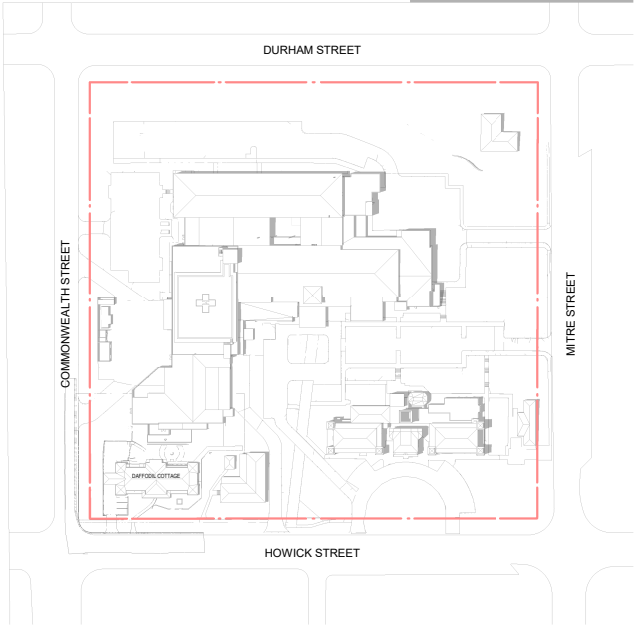 DURHAM STREET
COMMONWEALTH STREET
MITRE STREET
DAFFODIL COTTAGE
HOWICK STREET